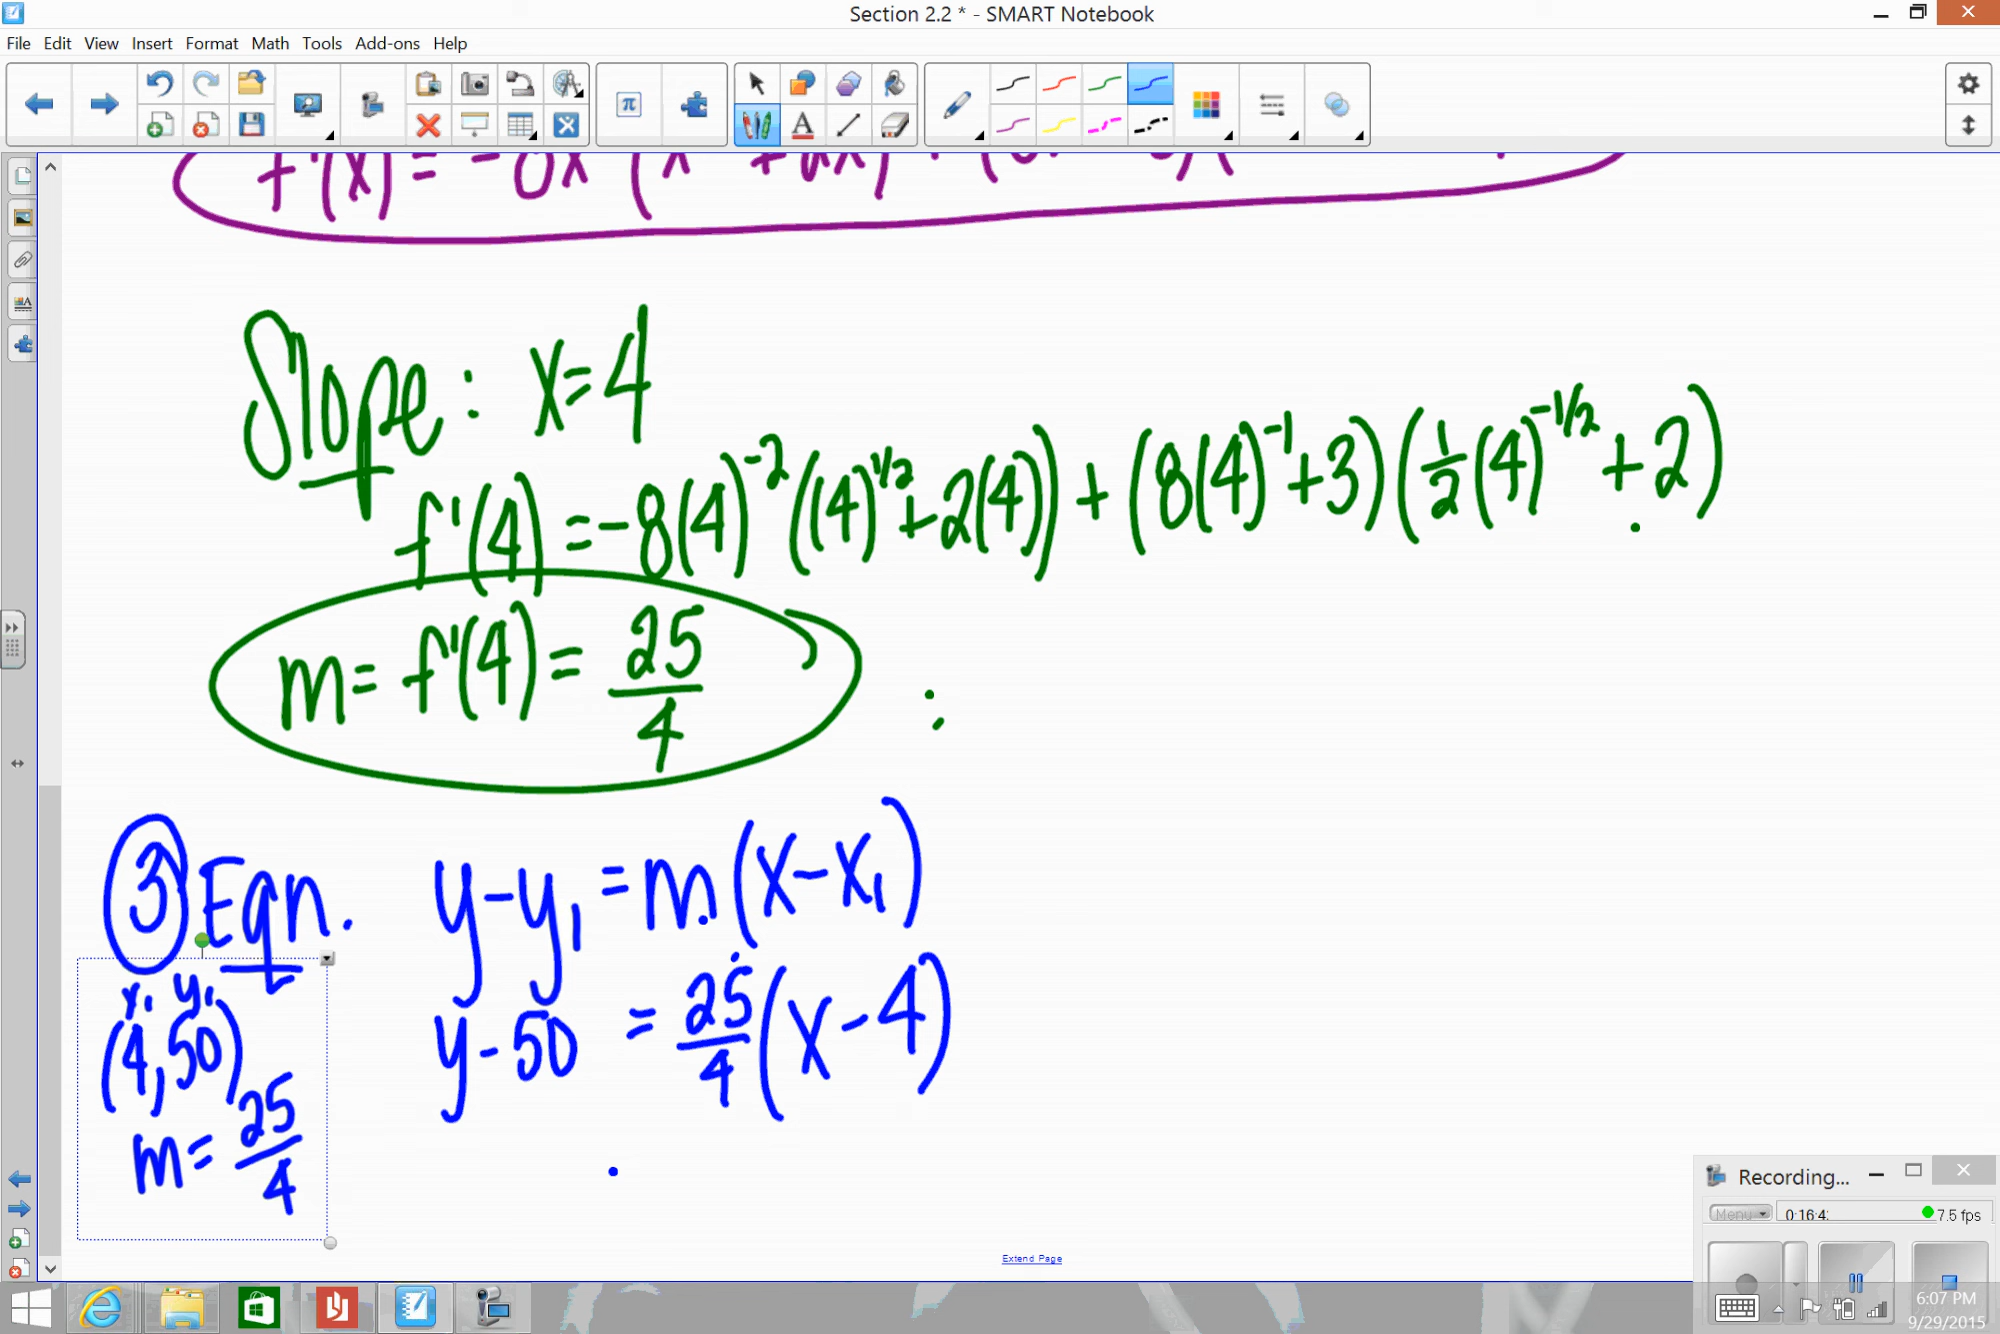 Section 2.2 * - SMART Notebook
File Edit View Insert Format Math Tools Add-ons Help
Slope: x=4
f'(4) = -8(4)^-2((4)^1/2+2(4)) + (8(4)^-1+3)(1/2(4)^-1/2+2)
m= f'(4) = 25/4
3 Eqn. y-y₁ = m(x-x₁)
x₁ y₁
(4,50) y-50 = 25/4(x-4)
m= 25/4
Extend Page
Recording...
Menu 0:16:4 7.5 fps
6:07 PM
9/29/2015